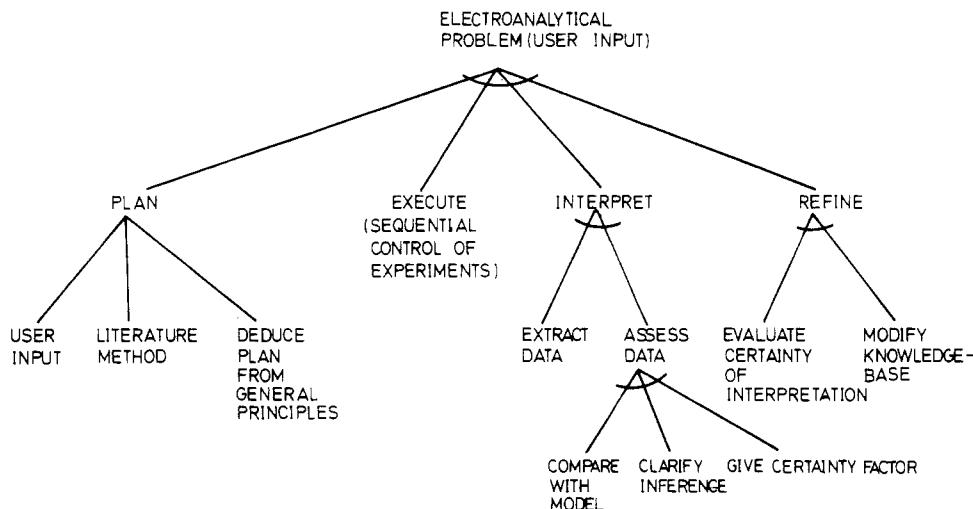 ELECTROANALYTICAL
PROBLEM (USER INPUT)
PLAN
EXECUTE
(SEQUENTIAL
CONTROL OF
EXPERIMENTS)
INTERPRET
REFINE
USER
INPUT
LITERATURE
METHOD
DEDUCE
PLAN
FROM
GENERAL
PRINCIPLES
EXTRACT
DATA
ASSESS
DATA
EVALUATE
CERTAINTY
OF
INTERPRETATION
MODIFY
KNOWLEDGE-
BASE
COMPARE
WITH
MODEL
CLARIFY
INFERENCE
GIVE CERTAINTY FACTOR